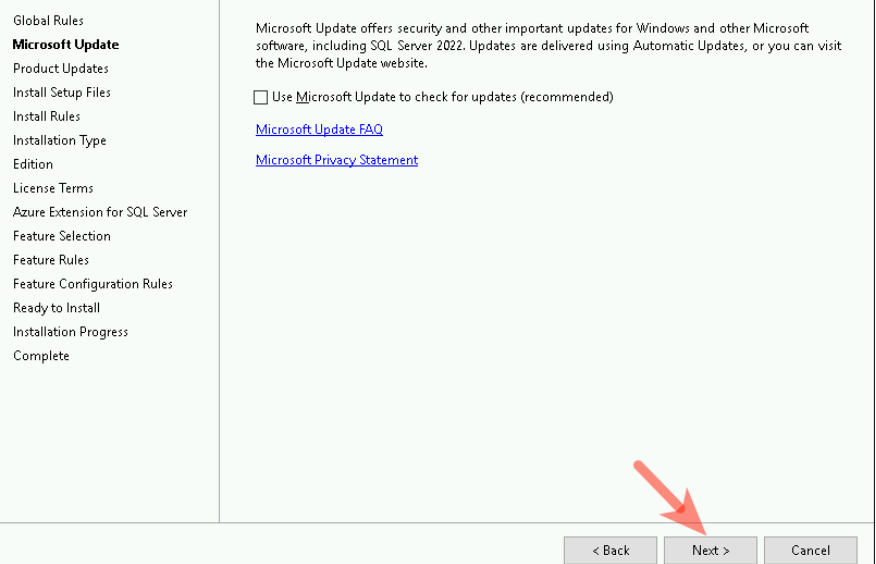 Global Rules
Microsoft Update
Product Updates
Install Setup Files
Install Rules
Installation Type
Edition
License Terms
Azure Extension for SQL Server
Feature Selection
Feature Rules
Feature Configuration Rules
Ready to Install
Installation Progress
Complete
Microsoft Update offers security and other important updates for Windows and other Microsoft
software, including SQL Server 2022. Updates are delivered using Automatic Updates, or you can visit
the Microsoft Update website.
Use Microsoft Update to check for updates (recommended)
Microsoft Update FAQ
Microsoft Privacy Statement
< Back
Next >
Cancel